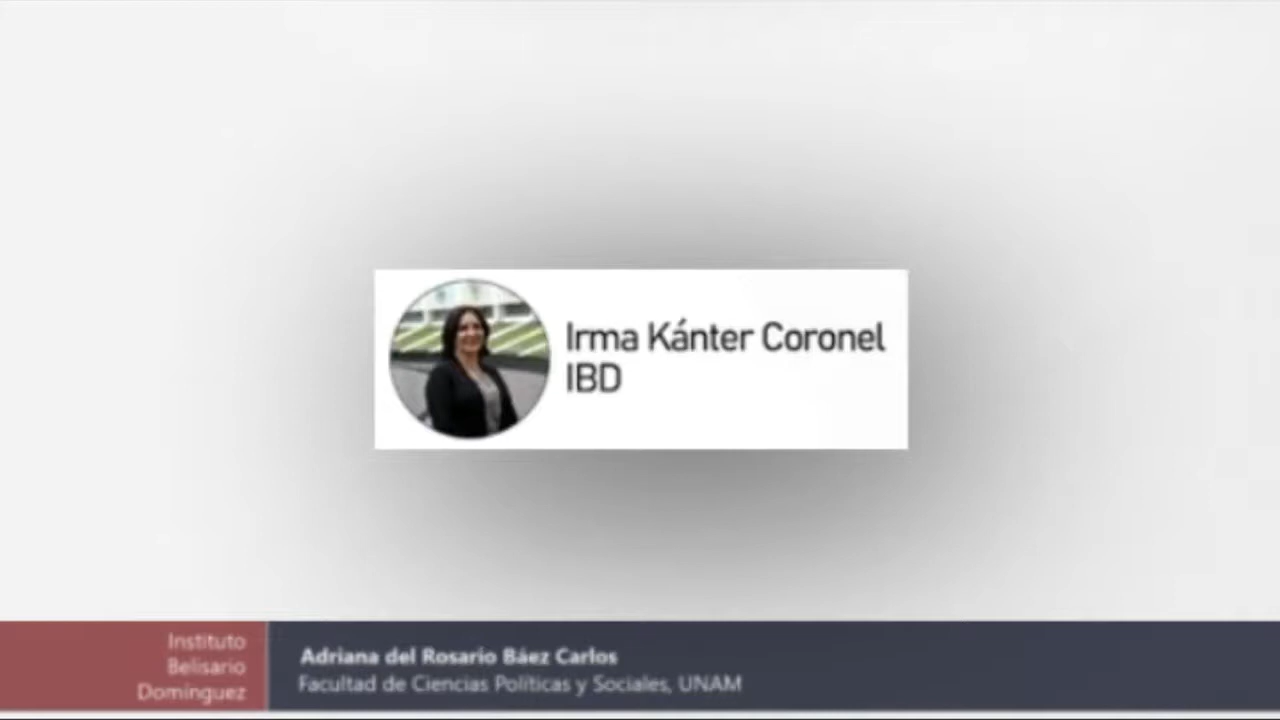 Irma Kánter Coronel
IBD
Instituto
Belisario
Domínguez
Adriana del Rosario Báez Carlos
Facultad de Ciencias Políticas y Sociales, UNAM